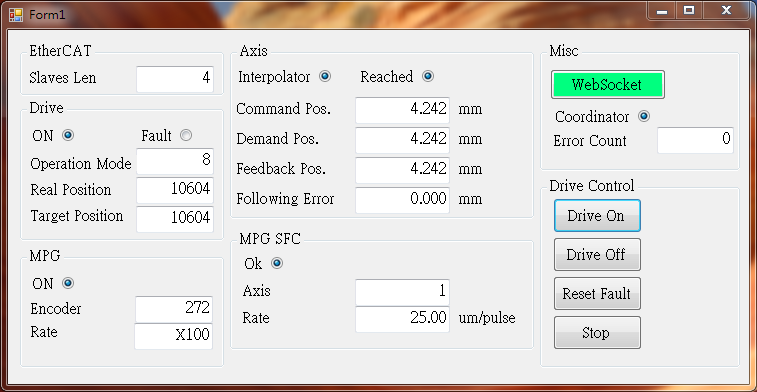 Form1
EtherCAT
Slaves Len 4
Drive
ON Fault
Operation Mode 8
Real Position 10604
Target Position 10604
MPG
ON
Encoder 272
Rate X100
Axis
Interpolator Reached
Command Pos. 4.242 mm
Demand Pos. 4.242 mm
Feedback Pos. 4.242 mm
Following Error 0.000 mm
MPG SFC
Ok
Axis 1
Rate 25.00 um/pulse
Misc
WebSocket
Coordinator
Error Count 0
Drive Control
Drive On
Drive Off
Reset Fault
Stop